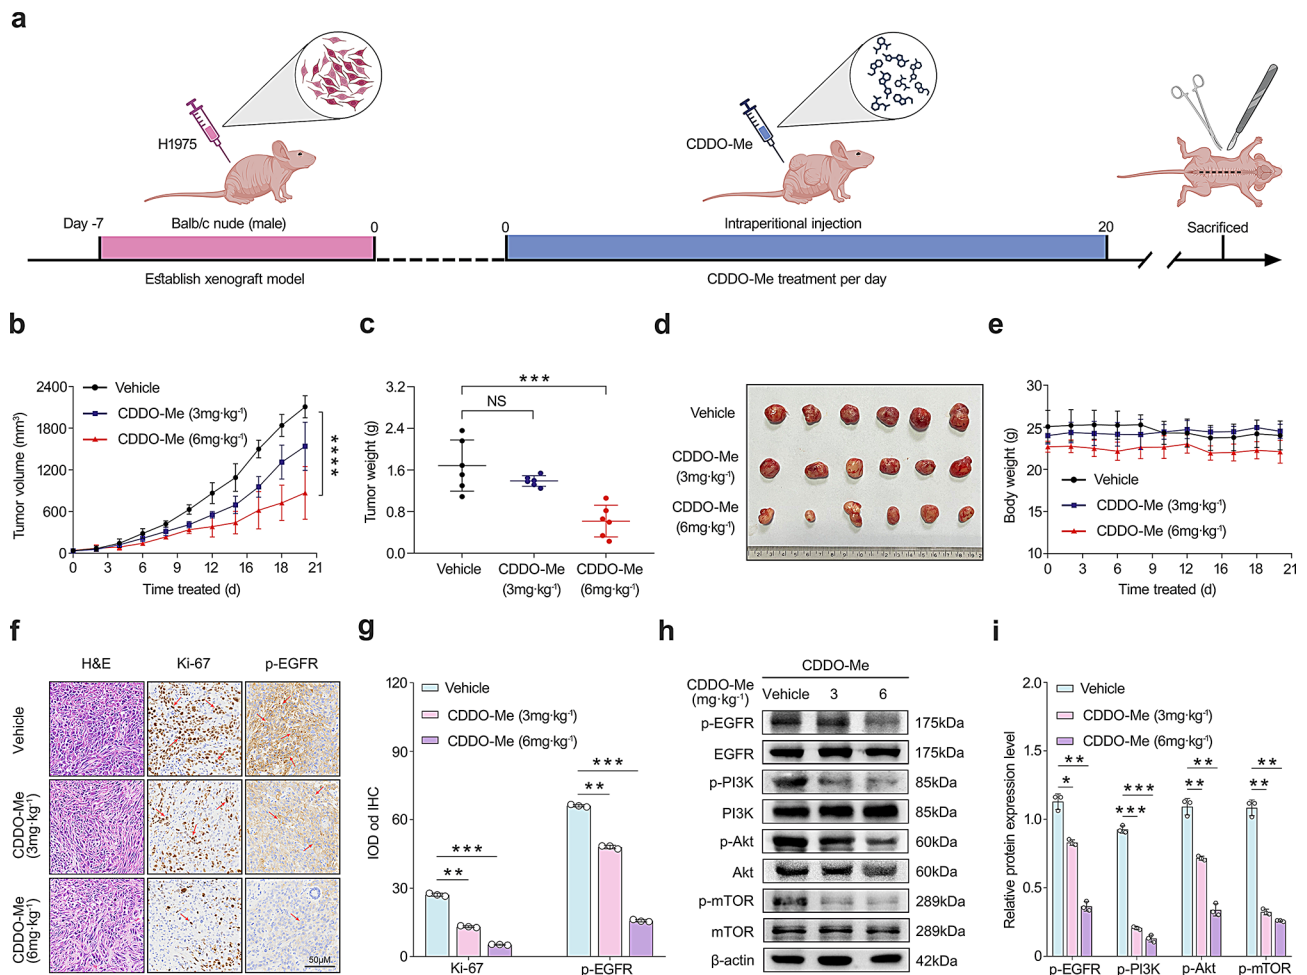 a
H1975
CDDO-Me
Day -7
Balb/c nude (male)
0
0
Intraperitional injection
20
Sacrificed
Establish xenograft model
CDDO-Me treatment per day
b
Tumor volume (mm³)
2400
1800
1200
600
0
Vehicle
CDDO-Me (3mg·kg⁻¹)
CDDO-Me (6mg·kg⁻¹)
****
0 3 6 9 12 15 18 21
Time treated (d)
c
Tumor weight (g)
3.2
2.4
1.6
0.8
0.0
***
NS
Vehicle
CDDO-Me
(3mg·kg⁻¹)
CDDO-Me
(6mg·kg⁻¹)
d
Vehicle
CDDO-Me
(3mg·kg⁻¹)
CDDO-Me
(6mg·kg⁻¹)
e
Body weight (g)
30
25
20
15
10
Vehicle
CDDO-Me (3mg·kg⁻¹)
CDDO-Me (6mg·kg⁻¹)
0 3 6 9 12 15 18 21
Time treated (d)
f
H&E Ki-67 p-EGFR
Vehicle
CDDO-Me
(3mg·kg⁻¹)
CDDO-Me
(6mg·kg⁻¹)
50μM
g
IOD od IHC
120
90
60
30
0
Vehicle
CDDO-Me (3mg·kg⁻¹)
CDDO-Me (6mg·kg⁻¹)
***
**
***
**
Ki-67 p-EGFR
h
CDDO-Me
CDDO-Me
(mg·kg⁻¹)
Vehicle 3 6
p-EGFR 175kDa
EGFR 175kDa
p-PI3K 85kDa
PI3K 85kDa
p-Akt 60kDa
Akt 60kDa
p-mTOR 289kDa
mTOR 289kDa
β-actin 42kDa
i
Relative protein expression level
2.0
1.5
1.0
0.5
0
Vehicle
CDDO-Me (3mg·kg⁻¹)
CDDO-Me (6mg·kg⁻¹)
**
*
***
***
**
**
**
**
p-EGFR p-PI3K p-Akt p-mTOR